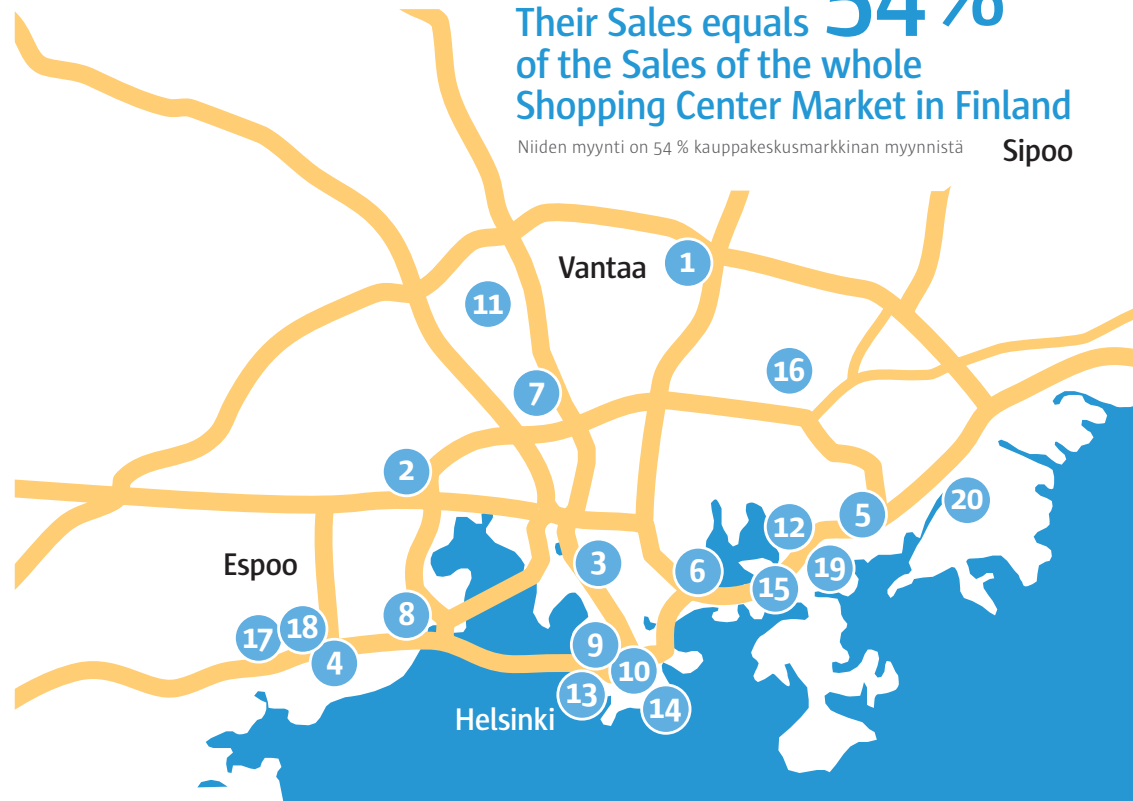 Their Sales equals 54%
of the Sales of the whole
Shopping Center Market in Finland
Niiden myynti on 54 % kauppakeskusmarkkinan myynnistä
Sipoo
Vantaa
1
11
16
7
2
20
5
12
Espoo
3
6
19
15
8
18
17
9
4
10
13
14
Helsinki